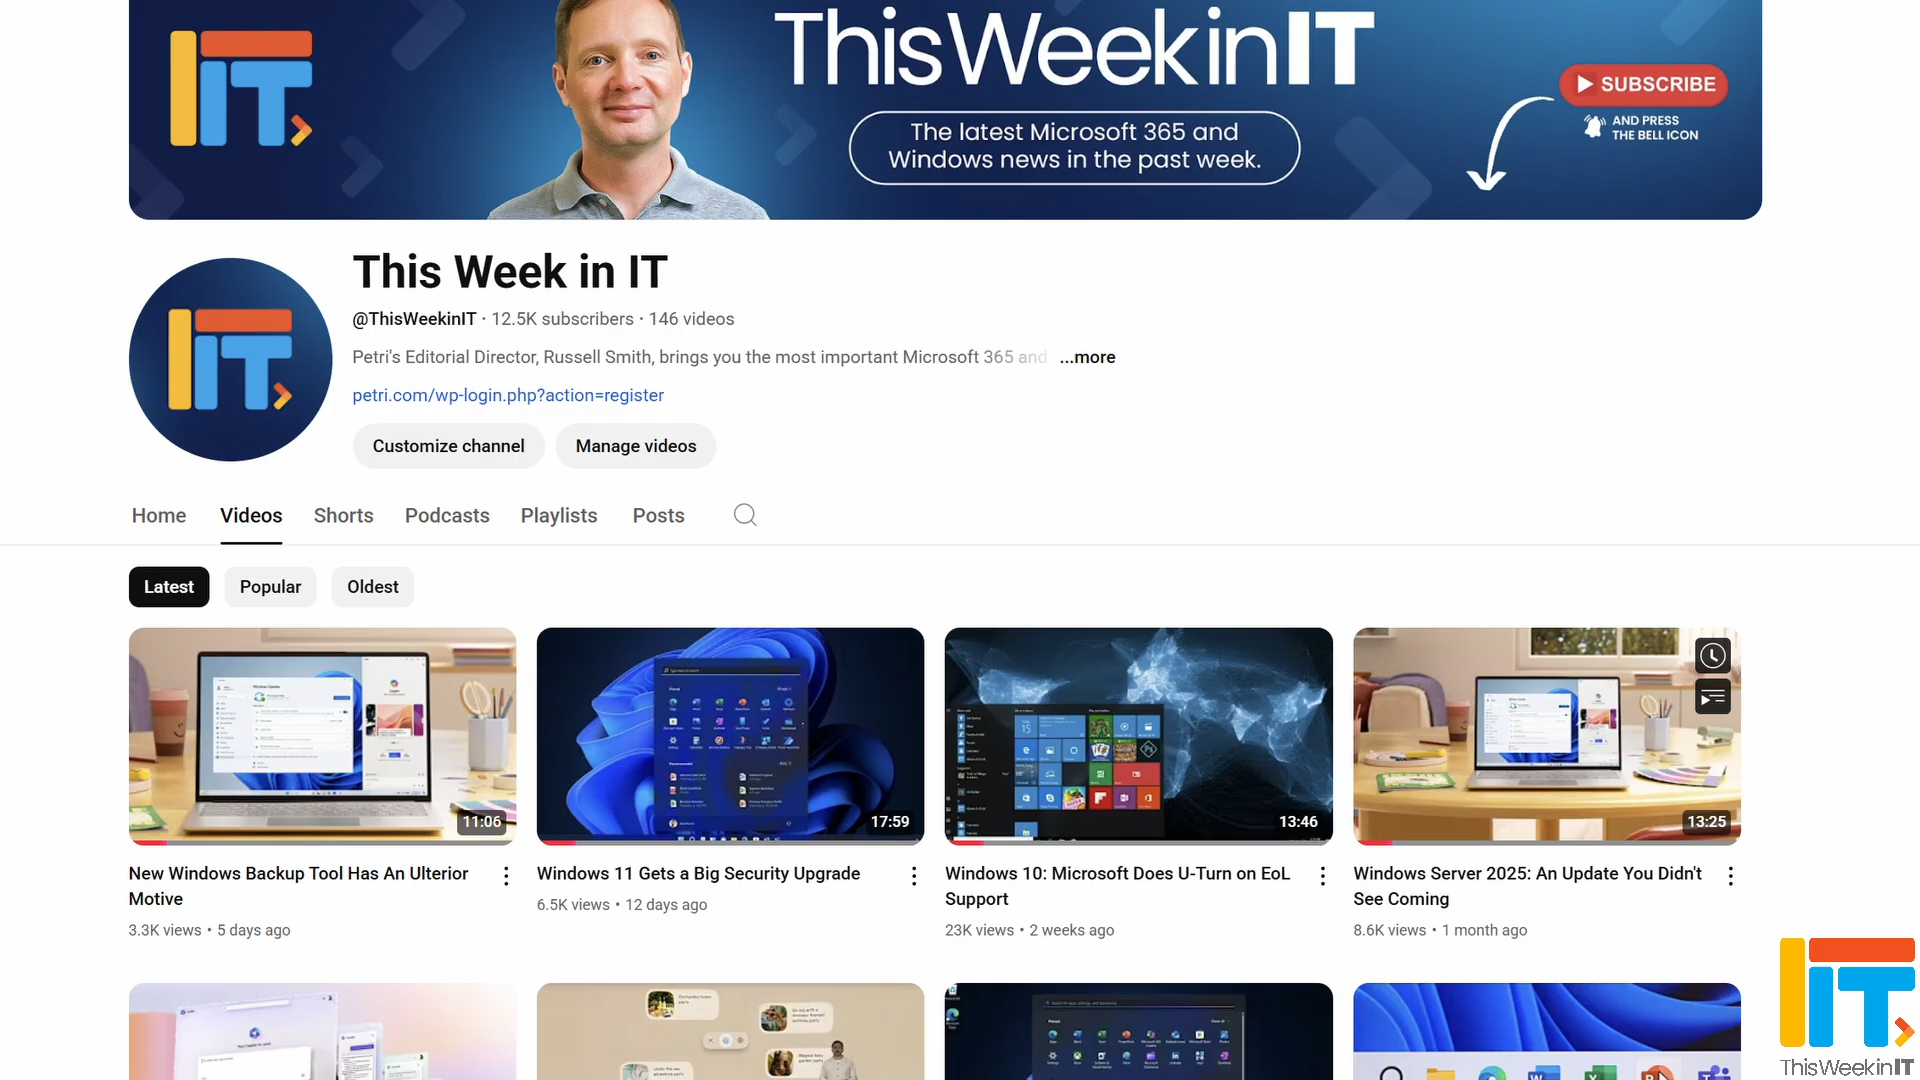 IT
ThisWeekinIT
The latest Microsoft 365 and
Windows news in the past week.
SUBSCRIBE
AND PRESS
THE BELL ICON
IT
This Week in IT
@ThisWeekinIT · 12.5K subscribers · 146 videos
Petri's Editorial Director, Russell Smith, brings you the most important Microsoft 365 and ...more
petri.com/wp-login.php?action=register
Customize channel
Manage videos
Home
Videos
Shorts
Podcasts
Playlists
Posts
Latest
Popular
Oldest
11:06
17:59
13:46
13:25
New Windows Backup Tool Has An Ulterior
Motive
3.3K views • 5 days ago
Windows 11 Gets a Big Security Upgrade
6.5K views • 12 days ago
Windows 10: Microsoft Does U-Turn on EoL
Support
23K views • 2 weeks ago
Windows Server 2025: An Update You Didn't
See Coming
8.6K views • 1 month ago
IT
ThisWeekinIT